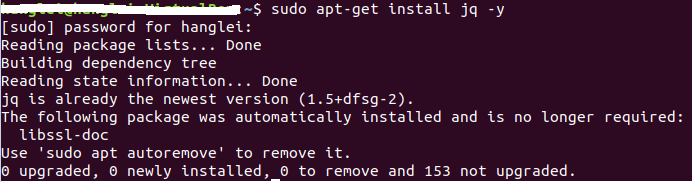 ~$ sudo apt-get install jq -y
[sudo] password for hanglei:
Reading package lists... Done
Building dependency tree
Reading state information... Done
jq is already the newest version (1.5+dfsg-2).
The following package was automatically installed and is no longer required:
  libssl-doc
Use 'sudo apt autoremove' to remove it.
0 upgraded, 0 newly installed, 0 to remove and 153 not upgraded.